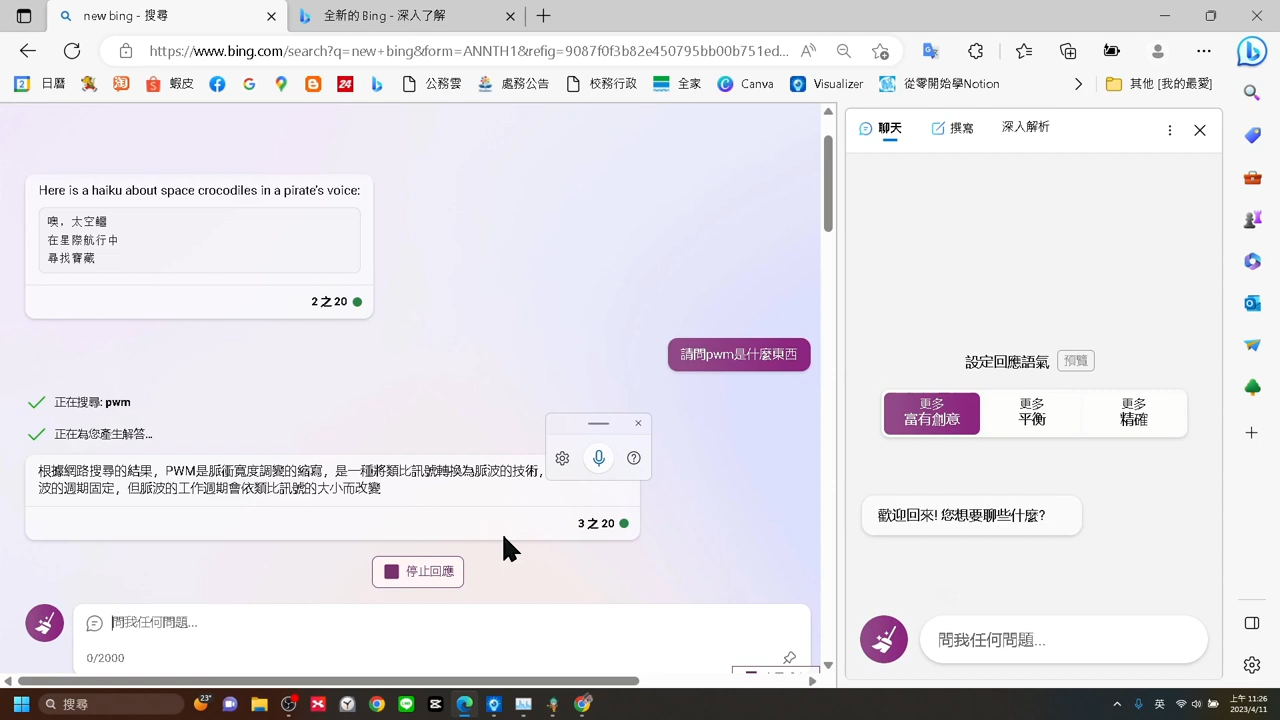 new bing - 搜尋
全新的 Bing - 深入了解
https://www.bing.com/search?q=new+bing&form=ANNTH1&refig=9087f0f3b82e450795bb00b751ed...
日曆
淘
蝦皮
24
公務雲
處務公告
校務行政
全家
Canva
Visualizer
從零開始學Notion
其他 [我的最愛]
Here is a haiku about space crocodiles in a pirate's voice:
噢，太空鱷
在星際航行中
尋找寶藏
2 之 20
請問pwm是什麼東西
正在搜尋: pwm
正在為您產生解答...
根據網路搜尋的結果，PWM是脈衝寬度調變的縮寫，是一種將類比訊號轉換為脈波的技術，
波的週期固定，但脈波的工作週期會依類比訊號的大小而改變
3 之 20
停止回應
問我任何問題...
0/2000
聊天
撰寫
深入解析
設定回應語氣
預覽
更多
富有創意
更多
平衡
更多
精確
歡迎回來! 您想要聊些什麼?
問我任何問題...
搜尋
23°
英
上午 11:26
2023/4/11